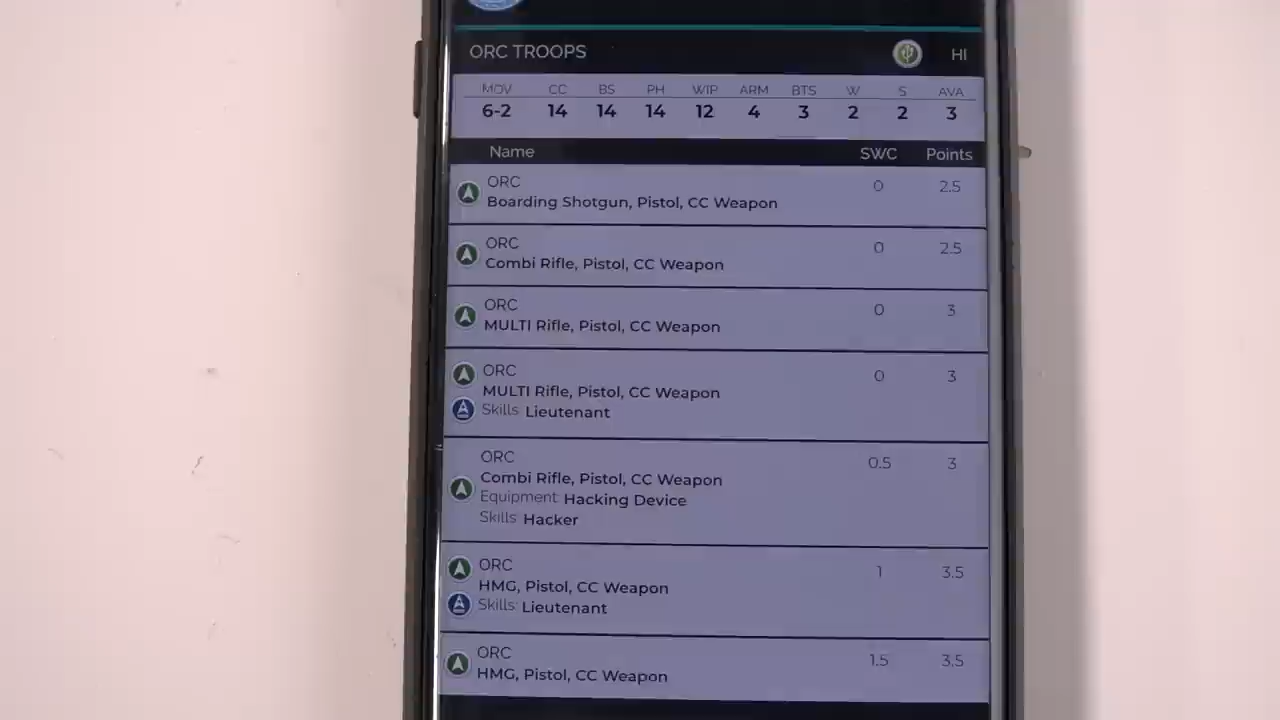 ORC TROOPS HI
MOV CC BS PH WIP ARM BTS W S AVA
6-2 14 14 14 12 4 3 2 2 3
Name SWC Points
ORC 0 2.5
Boarding Shotgun, Pistol, CC Weapon
ORC 0 2.5
Combi Rifle, Pistol, CC Weapon
ORC 0 3
MULTI Rifle, Pistol, CC Weapon
ORC 0 3
MULTI Rifle, Pistol, CC Weapon
Skills: Lieutenant
ORC 0.5 3
Combi Rifle, Pistol, CC Weapon
Equipment: Hacking Device
Skills: Hacker
ORC 1 3.5
HMG, Pistol, CC Weapon
Skills: Lieutenant
ORC 1.5 3.5
HMG, Pistol, CC Weapon